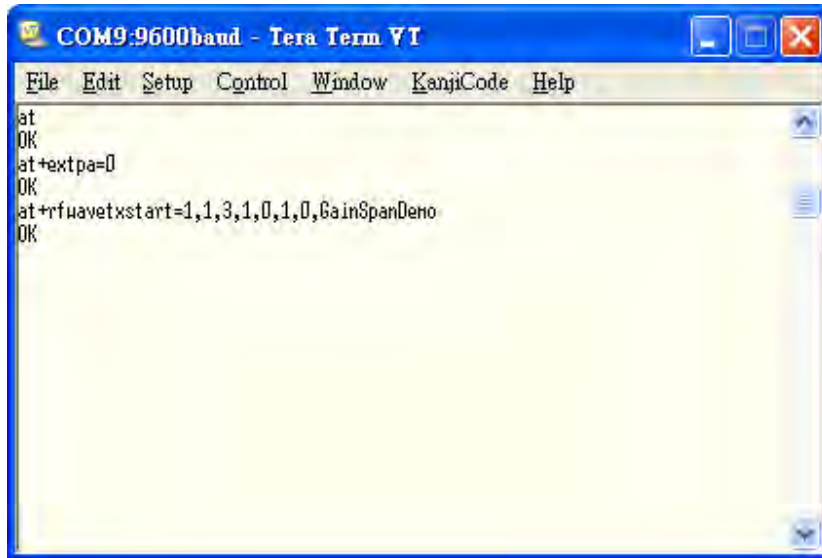 COM9:9600baud - Tera Term VT
File Edit Setup Control Window KanjiCode Help
at
OK
at+extpa=0
OK
at+rfwavetxstart=1,1,3,1,0,1,0,GainSpanDemo
OK